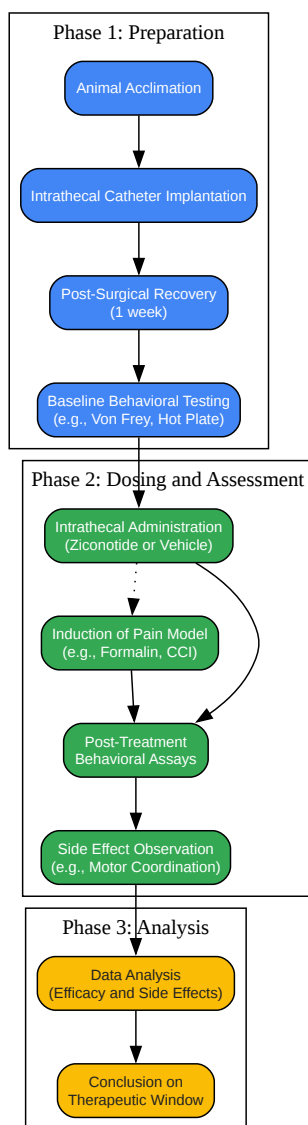 Phase 1: Preparation
Animal Acclimation
Intrathecal Catheter Implantation
Post-Surgical Recovery
(1 week)
Baseline Behavioral Testing
(e.g., Von Frey, Hot Plate)
Phase 2: Dosing and Assessment
Intrathecal Administration
(Ziconotide or Vehicle)
Induction of Pain Model
(e.g., Formalin, CCI)
Post-Treatment
Behavioral Assays
Side Effect Observation
(e.g., Motor Coordination)
Phase 3: Analysis
Data Analysis
(Efficacy and Side Effects)
Conclusion on
Therapeutic Window